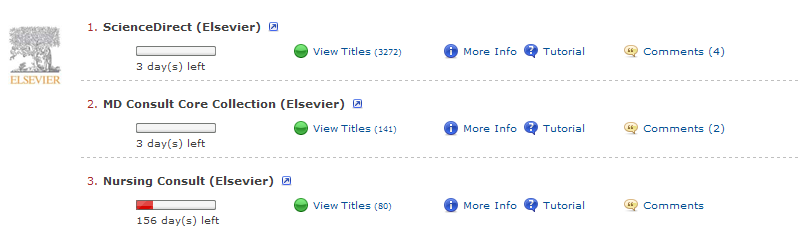 ELSEVIER
1. ScienceDirect (Elsevier)
View Titles (3272) More Info Tutorial Comments (4)
3 day(s) left
2. MD Consult Core Collection (Elsevier)
View Titles (141) More Info Tutorial Comments (2)
3 day(s) left
3. Nursing Consult (Elsevier)
View Titles (80) More Info Tutorial Comments
156 day(s) left